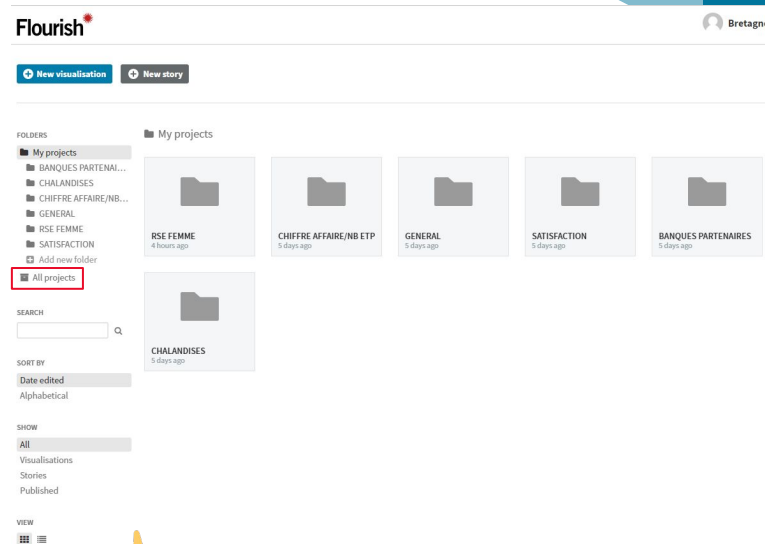 Flourish
Bretagne
New visualisation
New story
FOLDERS
My projects
BANQUES PARTENAI...
CHALANDISES
CHIFFRE AFFAIRE/NB...
GENERAL
RSE FEMME
SATISFACTION
Add new folder
All projects
SEARCH
SORT BY
Date edited
Alphabetical
SHOW
All
Visualisations
Stories
Published
VIEW
My projects
RSE FEMME
4 hours ago
CHIFFRE AFFAIRE/NB ETP
5 days ago
GENERAL
5 days ago
SATISFACTION
5 days ago
BANQUES PARTENAIRES
5 days ago
CHALANDISES
5 days ago